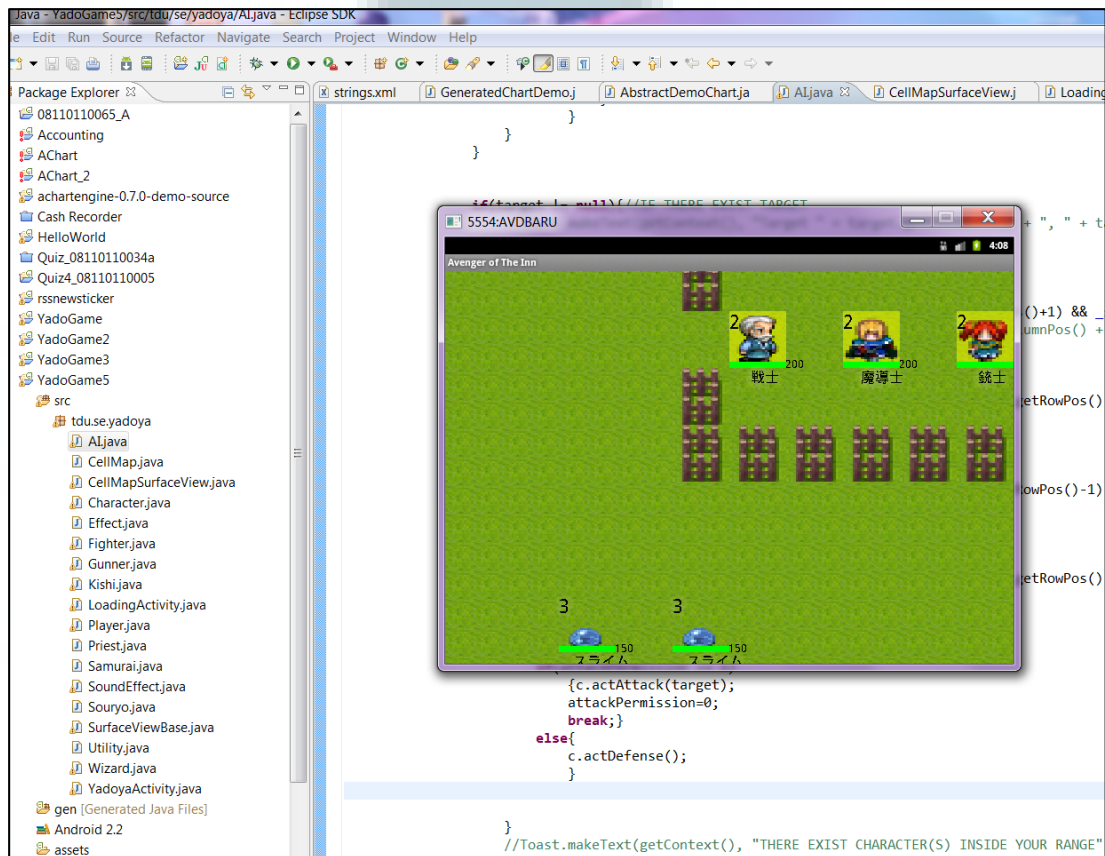 Java - YadoGame5/src/tdu/se/yadoya/AI.java - Eclipse SDK
Edit Run Source Refactor Navigate Search Project Window Help
Package Explorer
strings.xml GeneratedChartDemo.j AbstractDemoChart.ja AI.java CellMapSurfaceView.j Loading
08110110065_A
Accounting
AChart
AChart_2
achartengine-0.7.0-demo-source
Cash Recorder
HelloWorld
Quiz_08110110034a
Quiz4_08110110005
rssnewsticker
YadoGame
YadoGame2
YadoGame3
YadoGame5
src
tdu.se.yadoya
AI.java
CellMap.java
CellMapSurfaceView.java
Character.java
Effect.java
Fighter.java
Gunner.java
Kishi.java
LoadingActivity.java
Player.java
Priest.java
Samurai.java
SoundEffect.java
Souryo.java
SurfaceViewBase.java
Utility.java
Wizard.java
YadoyaActivity.java
gen [Generated Java Files]
Android 2.2
assets
}
}
}
if(target != null){//IF THERE EXIST TARGET
+ ", " + t
()+1) && _
umnPos() +
etRowPos()
owPos()-1)
etRowPos()
5554:AVDBARU
4:08
Avenger of The Inn
2 2 2
200 200
戦士 魔導士 銃士
3 3
150 150
スライム スライム
{c.actAttack(target);
attackPermission=0;
break;}
else{
c.actDefense();
}
}
//Toast.makeText(getContext(), "THERE EXIST CHARACTER(S) INSIDE YOUR RANGE"